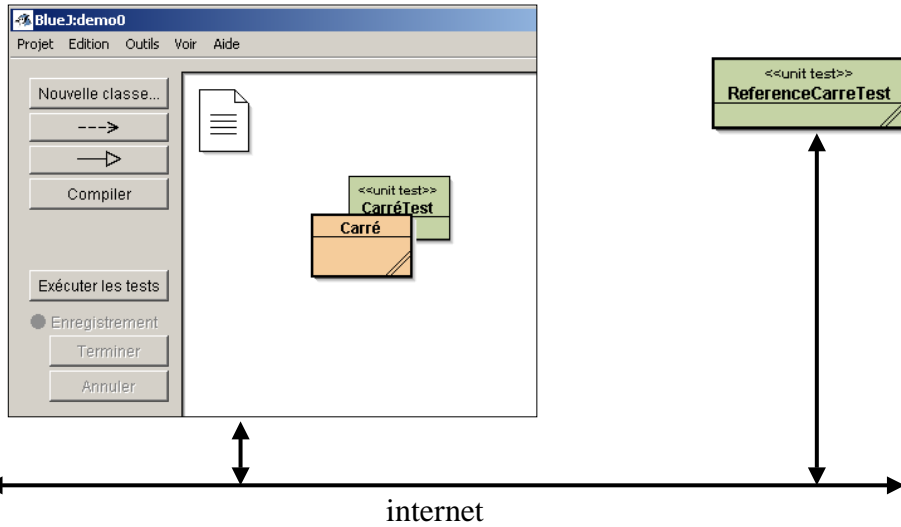 BlueJ:demo0
Projet Edition Outils Voir Aide
Nouvelle classe...
Compiler
Exécuter les tests
Enregistrement
Terminer
Annuler
<<unit test>>
CarréTest
Carré
<<unit test>>
ReferenceCarreTest
internet